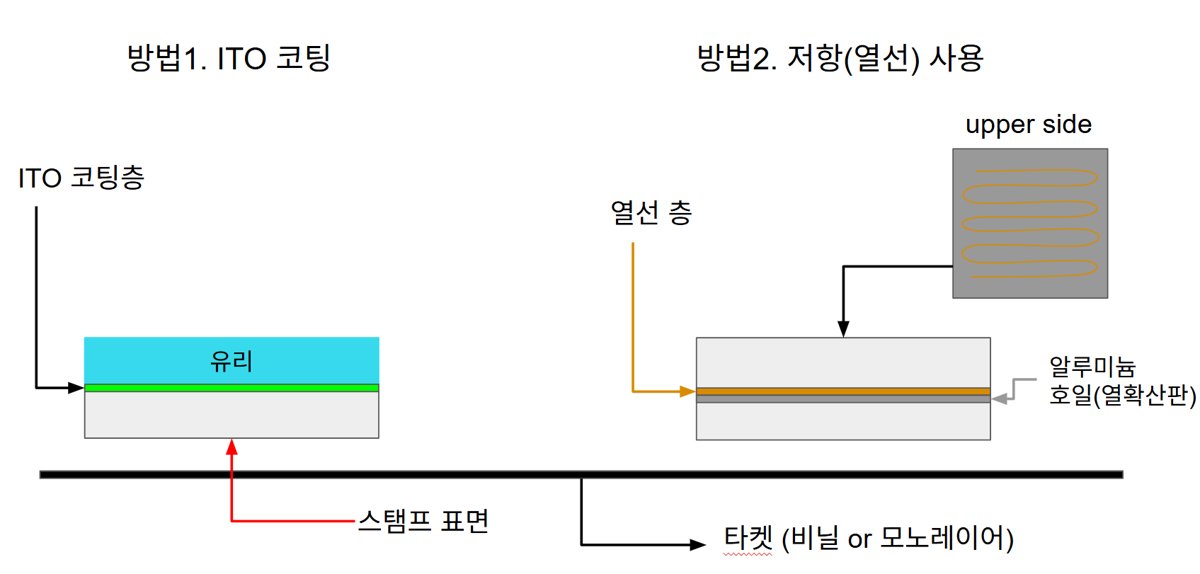 방법1. ITO 코팅
방법2. 저항(열선) 사용
upper side
ITO 코팅층
열선 층
유리
알루미늄
호일(열확산판)
스탬프 표면
타켓 (비닐 or 모노레이어)